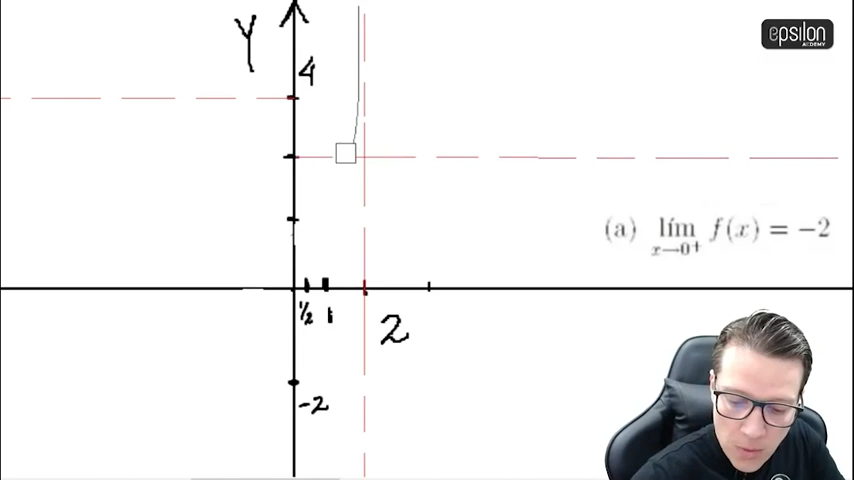 epsilon
ACADEMY
Y
4
(a) lím f(x) = −2
x→0⁺
½ 1
2
-2